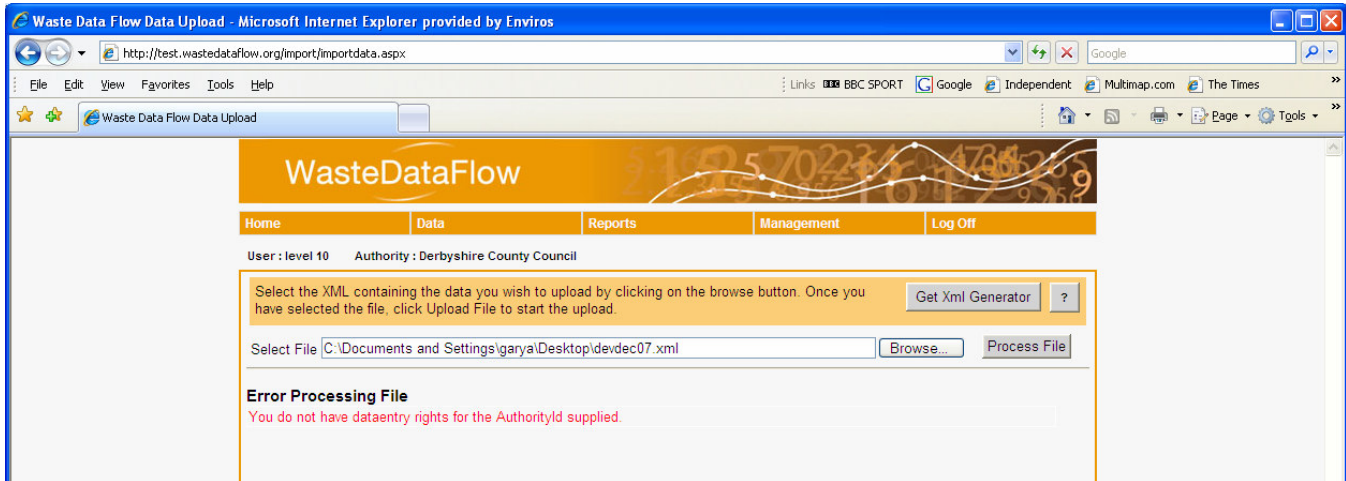 Waste Data Flow Data Upload - Microsoft Internet Explorer provided by Enviros
http://test.wastedataflow.org/import/importdata.aspx
Google
File Edit View Favorites Tools Help
Links BBC SPORT Google Independent Multimap.com The Times »
Waste Data Flow Data Upload
Page Tools »
WasteDataFlow
Home Data Reports Management Log Off
User : level 10 Authority : Derbyshire County Council
Select the XML containing the data you wish to upload by clicking on the browse button. Once you
have selected the file, click Upload File to start the upload.
Get Xml Generator ?
Select File C:\Documents and Settings\garya\Desktop\devdec07.xml Browse... Process File
Error Processing File
You do not have dataentry rights for the AuthorityId supplied.